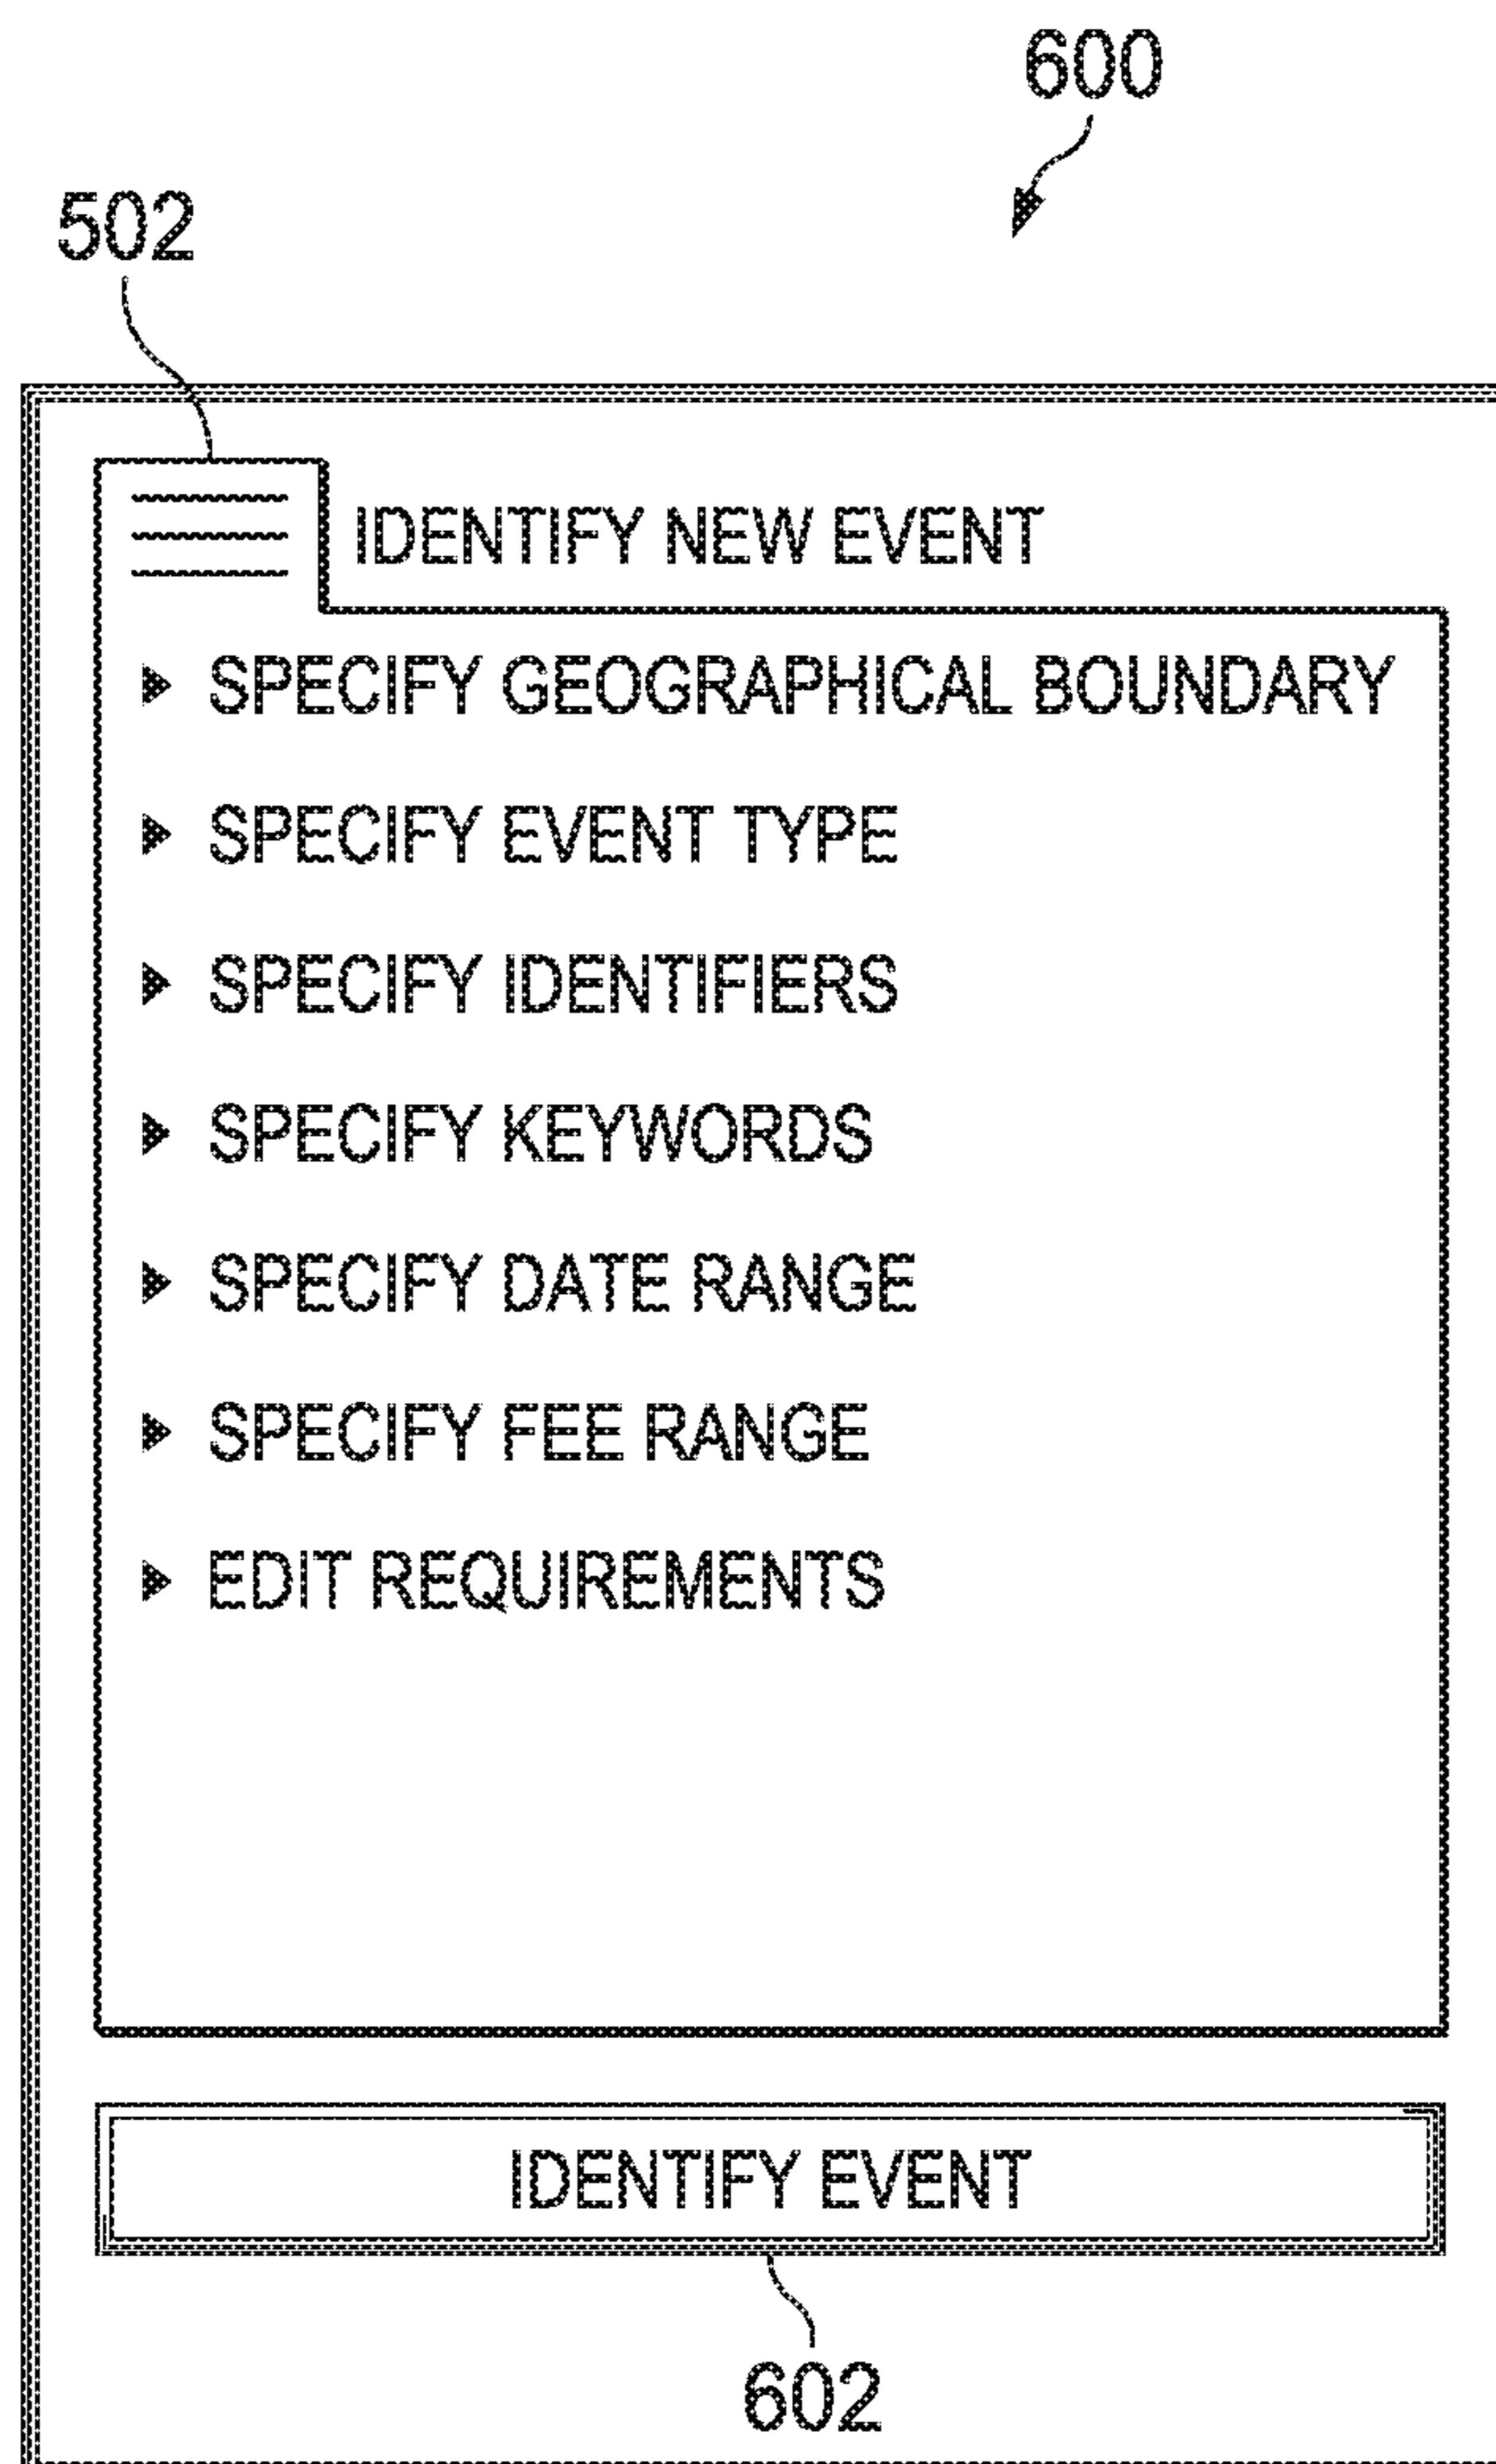 600
502
IDENTIFY NEW EVENT
SPECIFY GEOGRAPHICAL BOUNDARY
SPECIFY EVENT TYPE
SPECIFY IDENTIFIERS
SPECIFY KEYWORDS
SPECIFY DATE RANGE
SPECIFY FEE RANGE
EDIT REQUIREMENTS
IDENTIFY EVENT
602